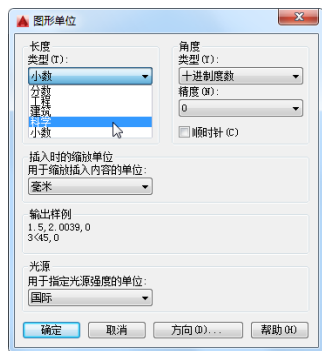 图形单位
长度
类型(T):
小数
分数
工程
建筑
科学
小数
角度
类型(Y):
十进制度数
精度(N):
0
顺时针(C)
插入时的缩放单位
用于缩放插入内容的单位:
毫米
输出样例
1.5,2.0039,0
3<45,0
光源
用于指定光源强度的单位:
国际
确定
取消
方向(D)...
帮助(H)